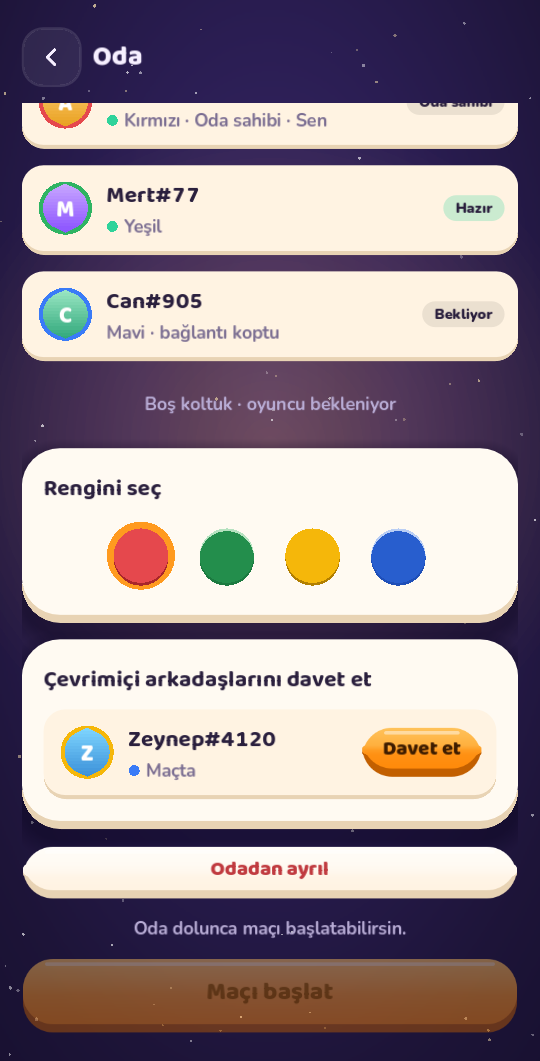 Oda
A
Oda sahibi
Kırmızı · Oda sahibi · Sen
M
Mert#77
Yeşil
Hazır
C
Can#905
Mavi · bağlantı koptu
Bekliyor
Boş koltuk · oyuncu bekleniyor
Rengini seç
Çevrimiçi arkadaşlarını davet et
Z
Zeynep#4120
Maçta
Davet et
Odadan ayrıl
Oda dolunca maçı başlatabilirsin.
Maçı başlat